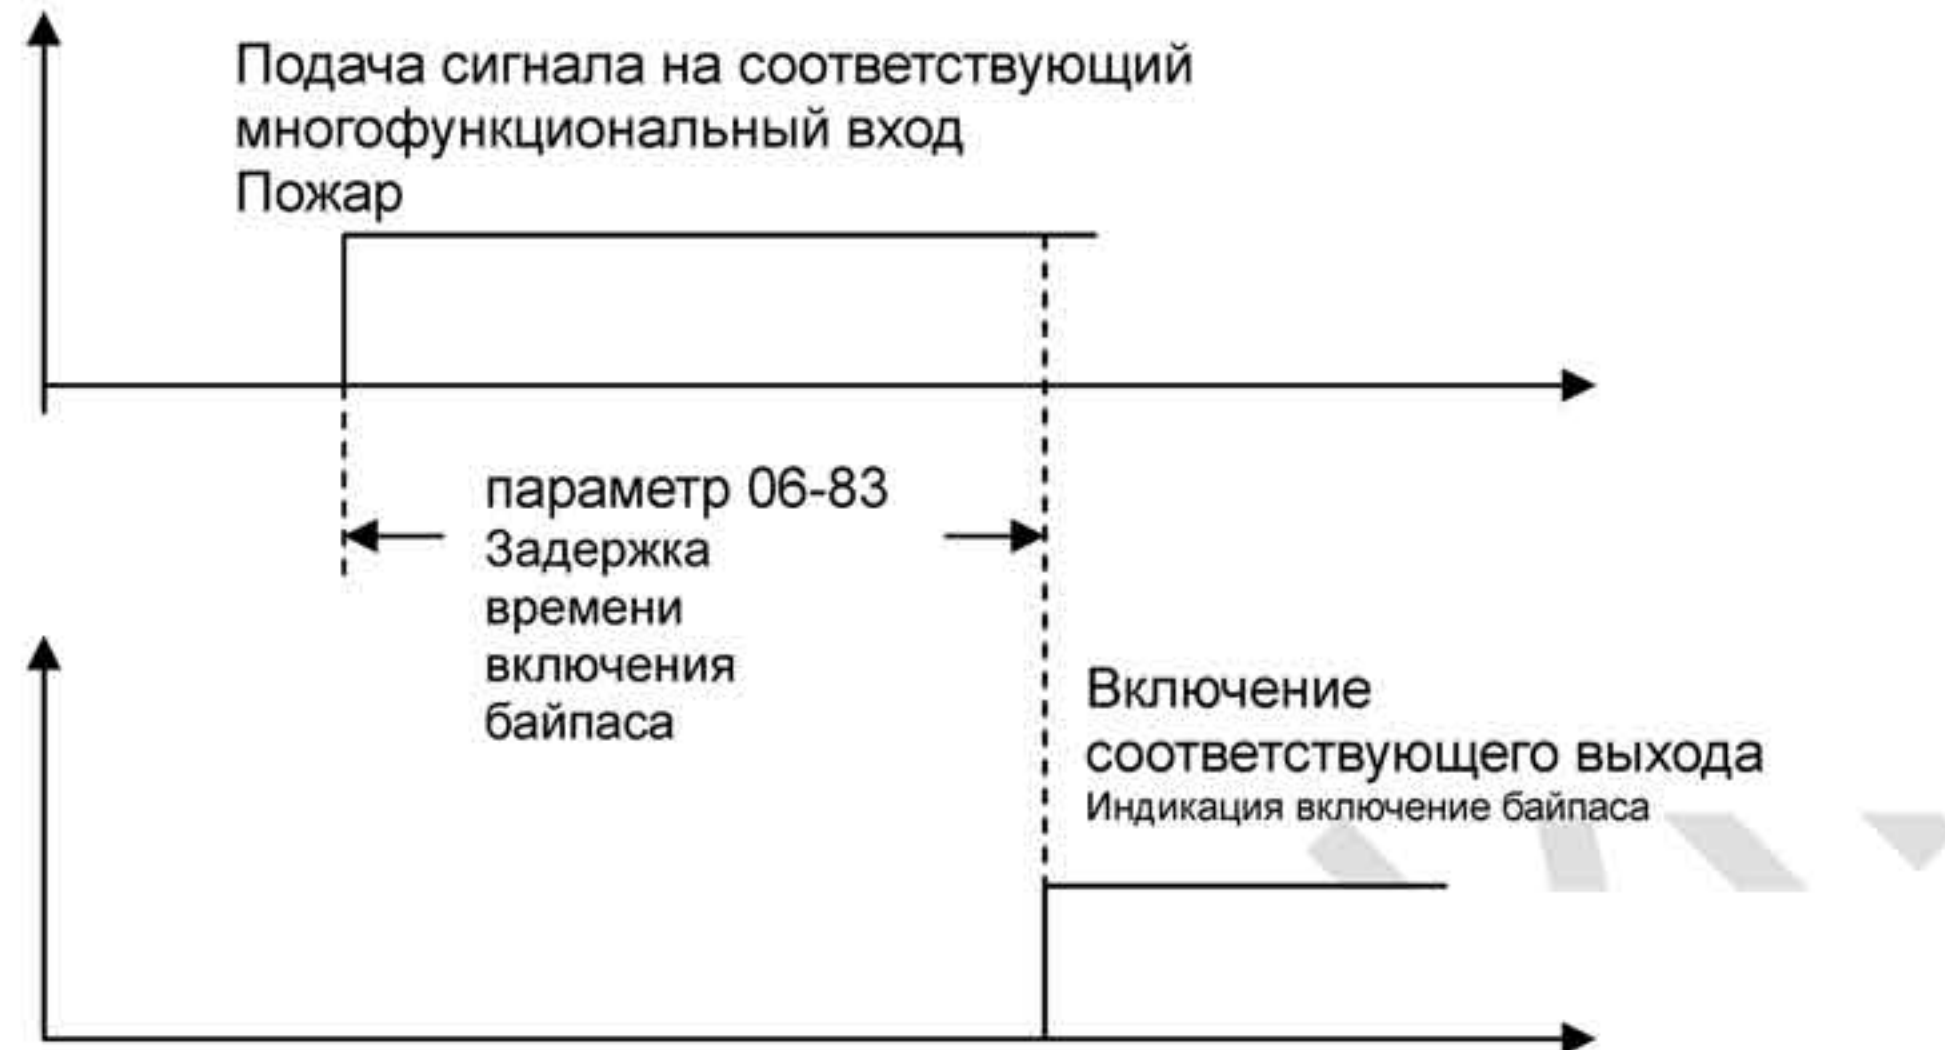 Подача сигнала на соответствующий
многофункциональный вход
Пожар
параметр 06-83
Задержка
времени
включения
байпаса
Включение
соответствующего выхода
Индикация включение байпаса